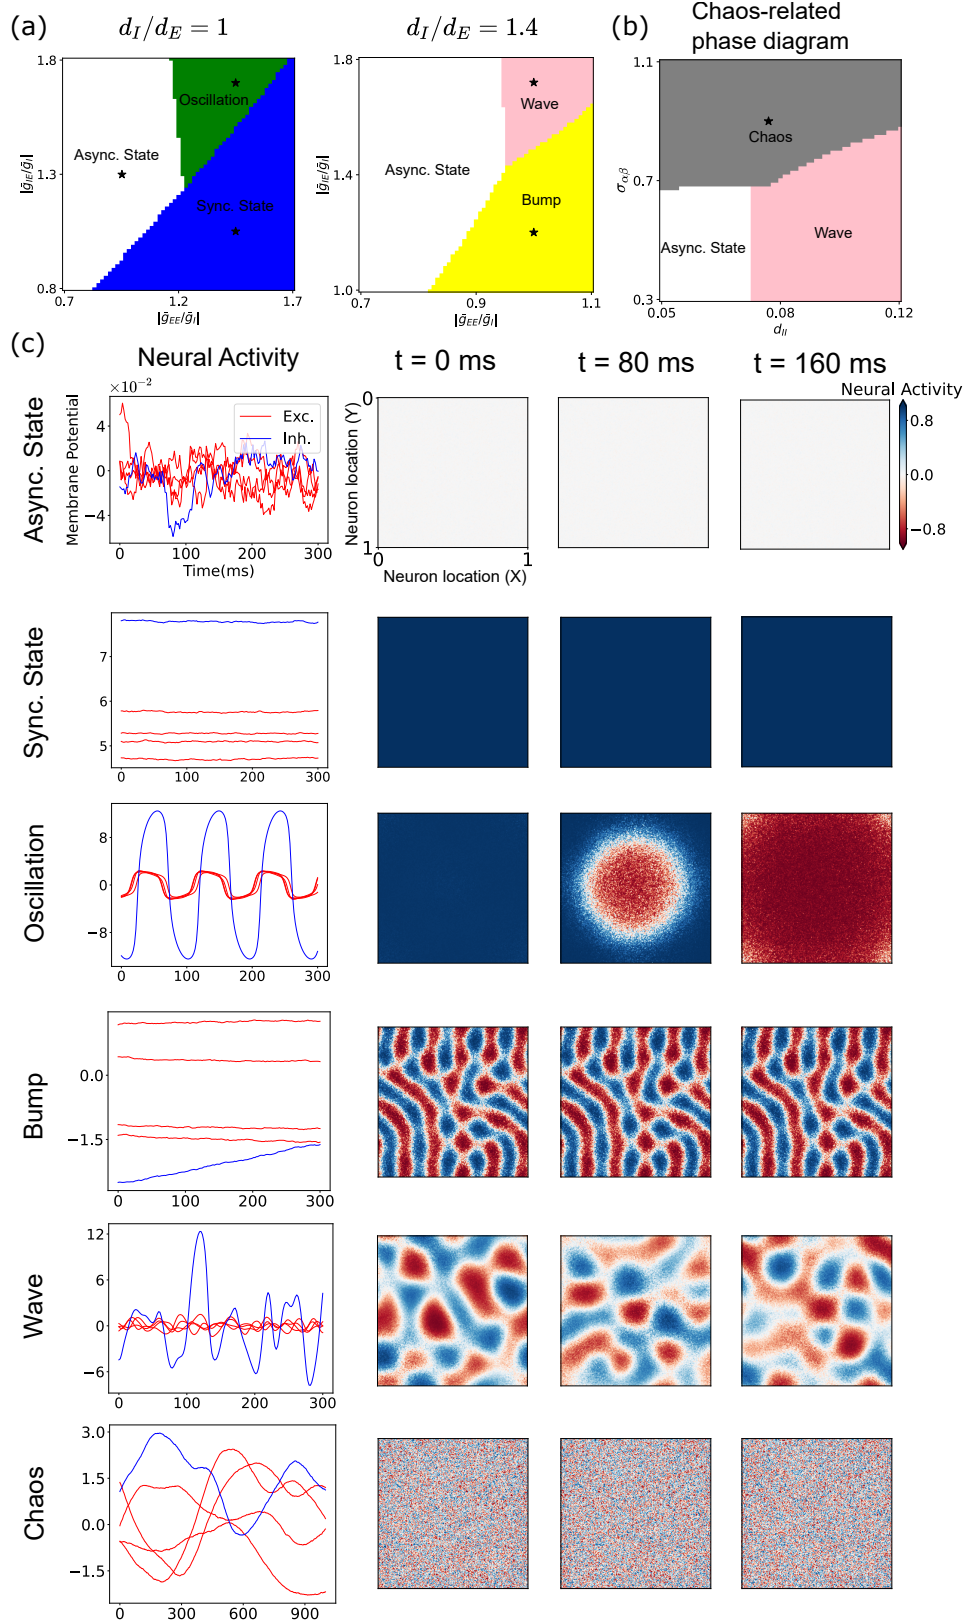 (a)
d_I/d_E = 1
d_I/d_E = 1.4
(b)
Chaos-related
phase diagram
1.8
1.3
0.8
|ḡ_IE/ḡ_I|
Oscillation
Async. State
Sync. State
0.7
1.2
1.7
|ḡ_EE/ḡ_I|
1.8
1.4
1.0
|ḡ_IE/ḡ_I|
Wave
Async. State
Bump
0.7
0.9
1.1
|ḡ_EE/ḡ_I|
1.1
0.7
0.3
σ_αβ
Chaos
Async. State
Wave
0.05
0.08
0.12
d_II
(c)
Neural Activity
t = 0 ms
t = 80 ms
t = 160 ms
Async. State
×10⁻²
Membrane Potential
4
0
−4
Exc.
Inh.
0
100
200
300
Time(ms)
0
Neuron location (Y)
1
0
1
Neuron location (X)
Neural Activity
0.8
0.0
−0.8
Sync. State
7
6
5
0
100
200
300
Oscillation
8
0
−8
0
100
200
300
Bump
0.0
−1.5
0
100
200
300
Wave
12
6
0
−6
0
100
200
300
Chaos
3.0
1.5
0.0
−1.5
0
300
600
900